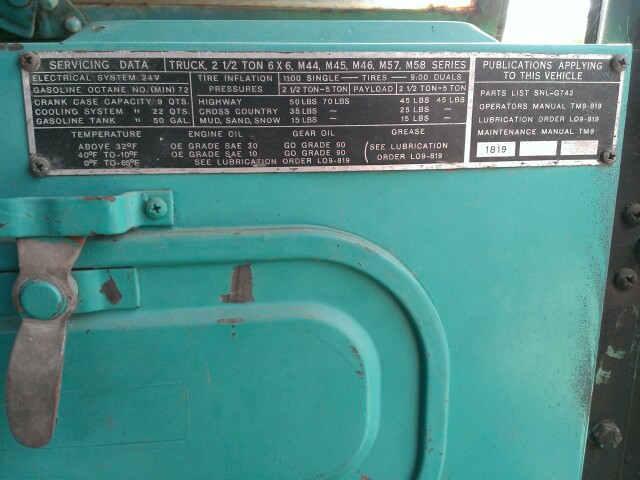 SERVICING DATA TRUCK, 2 1/2 TON 6 X 6, M44, M45, M46, M57, M58 SERIES
ELECTRICAL SYSTEM 24V TIRE INFLATION 11:00 SINGLE — TIRES — 9:00 DUALS
GASOLINE OCTANE NO. (MIN) 72 PRESSURES 2 1/2 TON-5 TON PAYLOAD 2 1/2 TON-5 TON
CRANK CASE CAPACITY 9 QTS. HIGHWAY 50 LBS 70 LBS 45 LBS 45 LBS
COOLING SYSTEM " 22 QTS. CROSS COUNTRY 35 LBS — 25 LBS —
GASOLINE TANK " 50 GAL. MUD, SAND, SNOW 15 LBS — 15 LBS —
TEMPERATURE ENGINE OIL GEAR OIL GREASE
ABOVE 32°F OE GRADE SAE 30 GO GRADE 90 (SEE LUBRICATION
40°F TO-10°F OE GRADE SAE 10 GO GRADE 90 ORDER LO9-819
0°F TO-65°F SEE LUBRICATION ORDER LO9-819
PUBLICATIONS APPLYING
TO THIS VEHICLE
PARTS LIST SNL-G742
OPERATORS MANUAL TM9-819
LUBRICATION ORDER LO9-819
MAINTENANCE MANUAL TM9-
1819